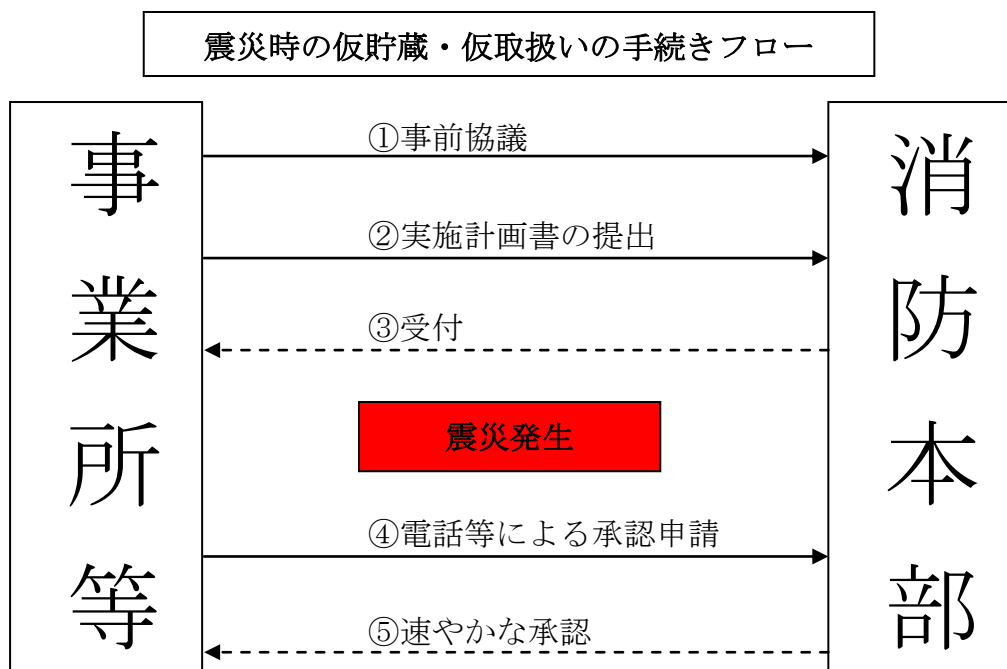 震災時の仮貯蔵・仮取扱いの手続きフロー
事業所等
消防本部
①事前協議
②実施計画書の提出
③受付
震災発生
④電話等による承認申請
⑤速やかな承認